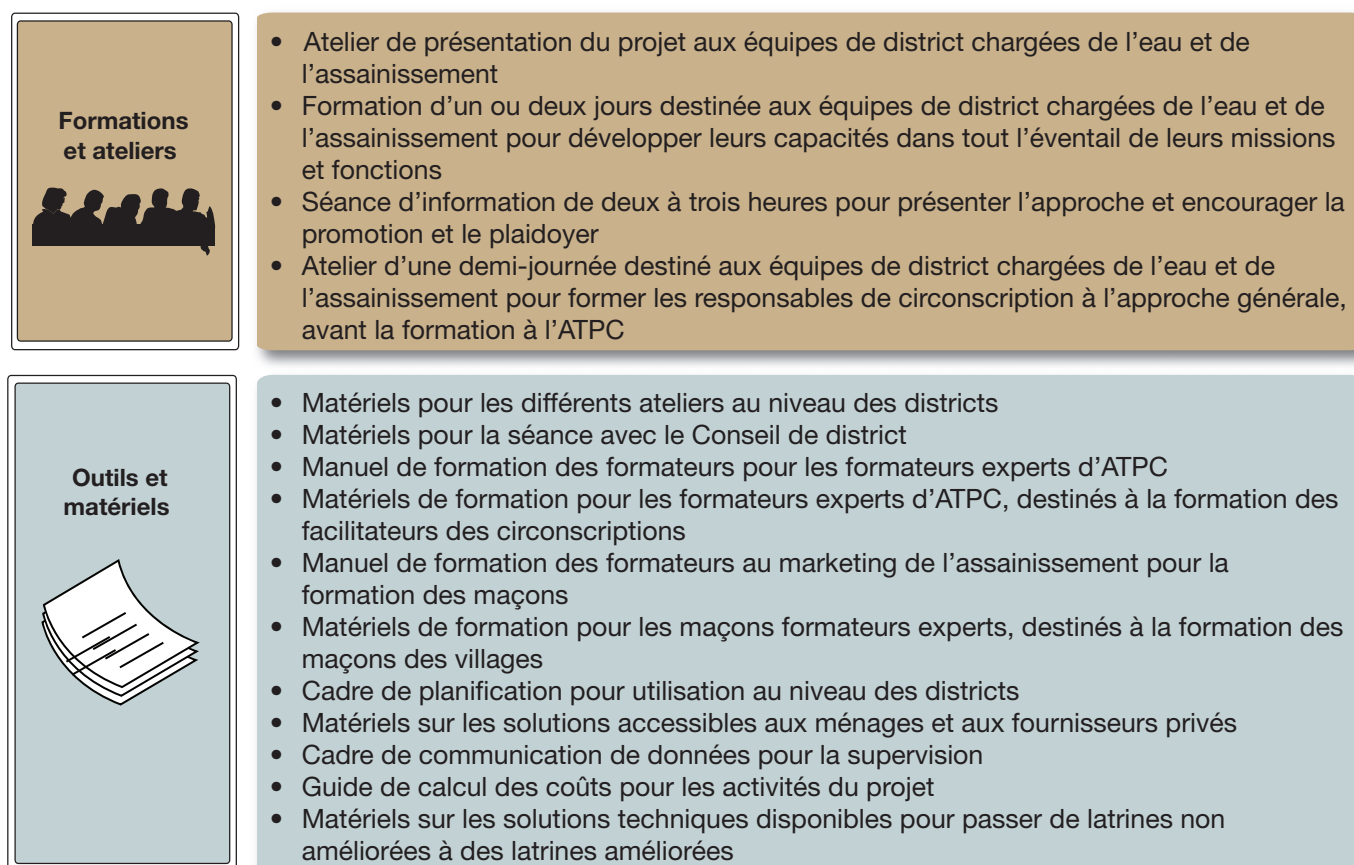 Formations
et ateliers
• Atelier de présentation du projet aux équipes de district chargées de l’eau et de
l’assainissement
• Formation d’un ou deux jours destinée aux équipes de district chargées de l’eau et de
l’assainissement pour développer leurs capacités dans tout l’éventail de leurs missions
et fonctions
• Séance d’information de deux à trois heures pour présenter l’approche et encourager la
promotion et le plaidoyer
• Atelier d’une demi-journée destiné aux équipes de district chargées de l’eau et de
l’assainissement pour former les responsables de circonscription à l’approche générale,
avant la formation à l’ATPC
Outils et
matériels
• Matériels pour les différents ateliers au niveau des districts
• Matériels pour la séance avec le Conseil de district
• Manuel de formation des formateurs pour les formateurs experts d’ATPC
• Matériels de formation pour les formateurs experts d’ATPC, destinés à la formation des
facilitateurs des circonscriptions
• Manuel de formation des formateurs au marketing de l’assainissement pour la
formation des maçons
• Matériels de formation pour les maçons formateurs experts, destinés à la formation des
maçons des villages
• Cadre de planification pour utilisation au niveau des districts
• Matériels sur les solutions accessibles aux ménages et aux fournisseurs privés
• Cadre de communication de données pour la supervision
• Guide de calcul des coûts pour les activités du projet
• Matériels sur les solutions techniques disponibles pour passer de latrines non
améliorées à des latrines améliorées